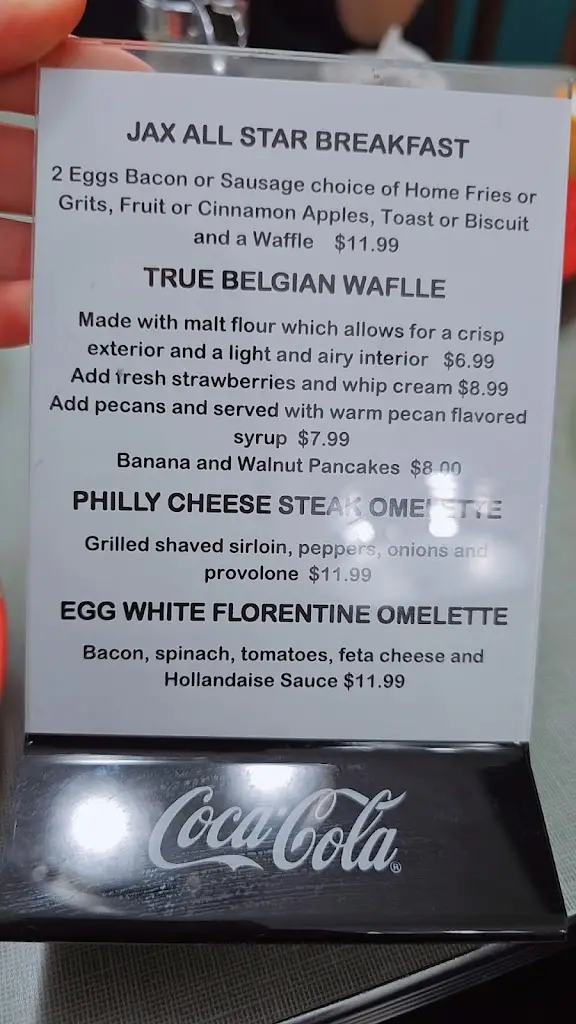 JAX ALL STAR BREAKFAST
2 Eggs Bacon or Sausage choice of Home Fries or
Grits, Fruit or Cinnamon Apples, Toast or Biscuit
and a Waffle $11.99
TRUE BELGIAN WAFLLE
Made with malt flour which allows for a crisp
exterior and a light and airy interior $6.99
Add fresh strawberries and whip cream $8.99
Add pecans and served with warm pecan flavored
syrup $7.99
Banana and Walnut Pancakes $8.00
PHILLY CHEESE STEAK OMELETTE
Grilled shaved sirloin, peppers, onions and
provolone $11.99
EGG WHITE FLORENTINE OMELETTE
Bacon, spinach, tomatoes, feta cheese and
Hollandaise Sauce $11.99
Coca-Cola®